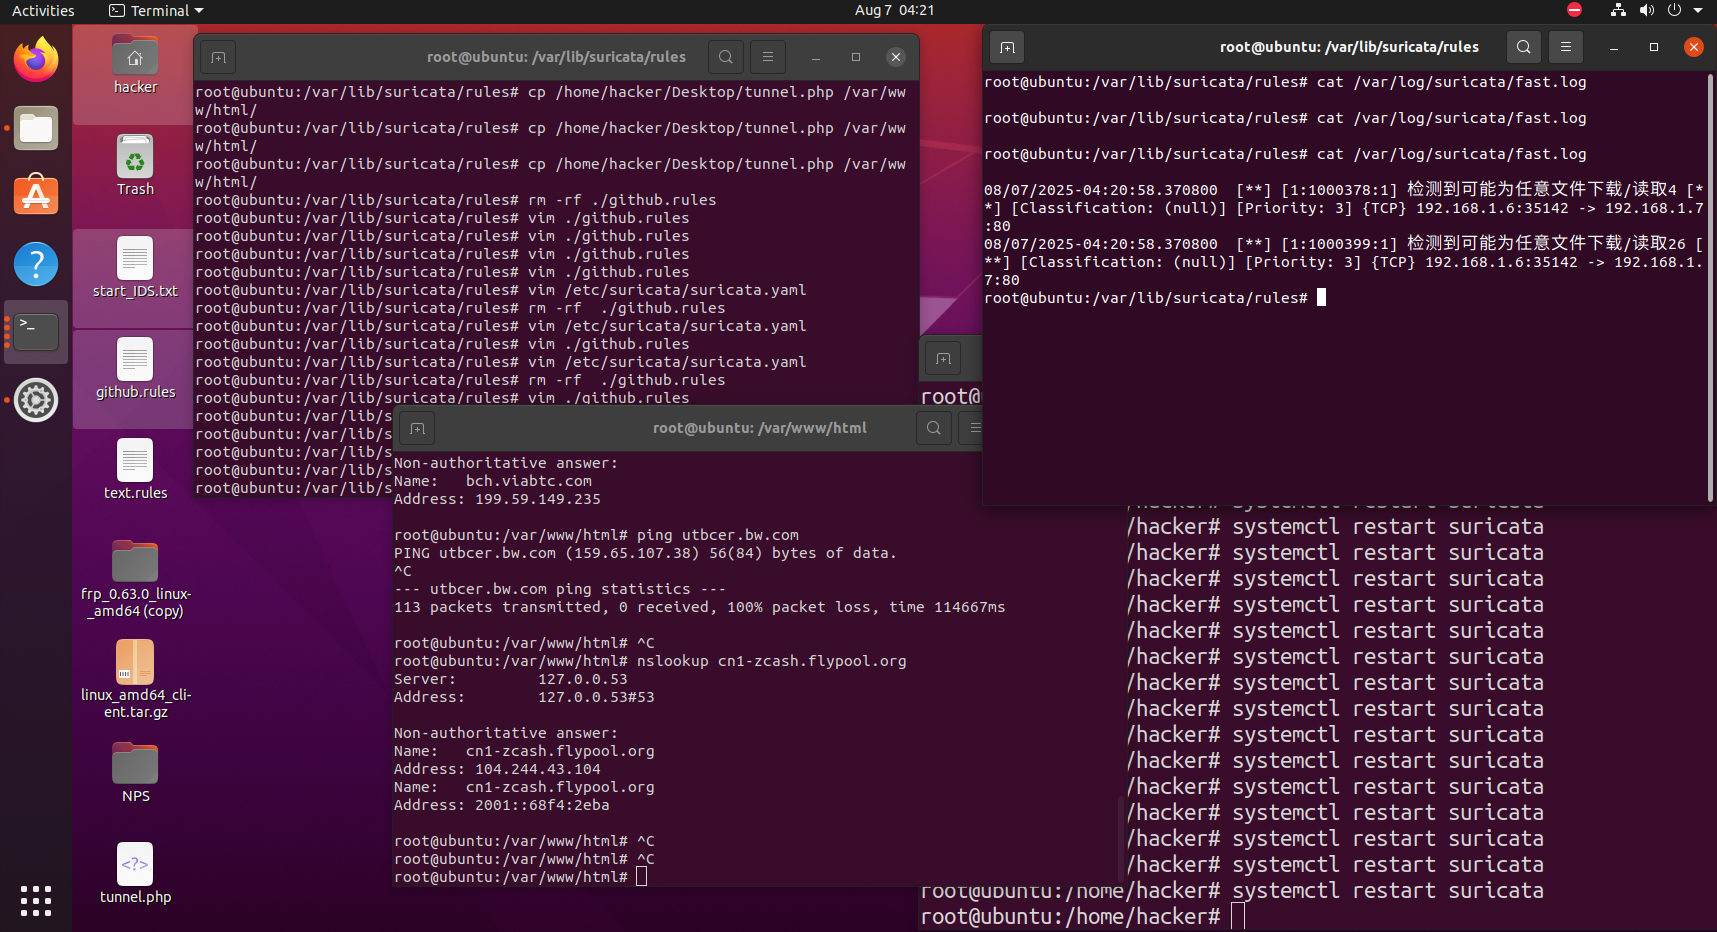 Activities
Terminal
Aug 7 04:21
hacker
Trash
start_IDS.txt
github.rules
text.rules
frp_0.63.0_linux-
_amd64 (copy)
linux_amd64_cli-
ent.tar.gz
NPS
tunnel.php
root@ubuntu: /var/lib/suricata/rules
root@ubuntu:/var/lib/suricata/rules# cp /home/hacker/Desktop/tunnel.php /var/ww
w/html/
root@ubuntu:/var/lib/suricata/rules# cp /home/hacker/Desktop/tunnel.php /var/ww
w/html/
root@ubuntu:/var/lib/suricata/rules# cp /home/hacker/Desktop/tunnel.php /var/ww
w/html/
root@ubuntu:/var/lib/suricata/rules# rm -rf ./github.rules
root@ubuntu:/var/lib/suricata/rules# vim ./github.rules
root@ubuntu:/var/lib/suricata/rules# vim ./github.rules
root@ubuntu:/var/lib/suricata/rules# vim ./github.rules
root@ubuntu:/var/lib/suricata/rules# vim ./github.rules
root@ubuntu:/var/lib/suricata/rules# vim /etc/suricata/suricata.yaml
root@ubuntu:/var/lib/suricata/rules# rm -rf  ./github.rules
root@ubuntu:/var/lib/suricata/rules# vim /etc/suricata/suricata.yaml
root@ubuntu:/var/lib/suricata/rules# vim ./github.rules
root@ubuntu:/var/lib/suricata/rules# vim /etc/suricata/suricata.yaml
root@ubuntu:/var/lib/suricata/rules# rm -rf  ./github.rules
root@ubuntu:/var/lib/suricata/rules# vim ./github.rules
root@ubuntu:/var/lib/s
root@ubuntu:/var/lib/s
root@ubuntu:/var/lib/s
root@ubuntu:/var/lib/s
root@ubuntu:/var/lib/s
root@ubuntu: /var/www/html
Non-authoritative answer:
Name:   bch.viabtc.com
Address: 199.59.149.235
root@ubuntu:/var/www/html# ping utbcer.bw.com
PING utbcer.bw.com (159.65.107.38) 56(84) bytes of data.
^C
--- utbcer.bw.com ping statistics ---
113 packets transmitted, 0 received, 100% packet loss, time 114667ms
root@ubuntu:/var/www/html# ^C
root@ubuntu:/var/www/html# nslookup cn1-zcash.flypool.org
Server:         127.0.0.53
Address:        127.0.0.53#53
Non-authoritative answer:
Name:   cn1-zcash.flypool.org
Address: 104.244.43.104
Name:   cn1-zcash.flypool.org
Address: 2001::68f4:2eba
root@ubuntu:/var/www/html# ^C
root@ubuntu:/var/www/html# ^C
root@ubuntu:/var/www/html#
root@ubuntu: /var/lib/suricata/rules
root@ubuntu:/var/lib/suricata/rules# cat /var/log/suricata/fast.log
root@ubuntu:/var/lib/suricata/rules# cat /var/log/suricata/fast.log
root@ubuntu:/var/lib/suricata/rules# cat /var/log/suricata/fast.log
08/07/2025-04:20:58.370800  [**] [1:1000378:1] 检测到可能为任意文件下载/读取4 [*
*] [Classification: (null)] [Priority: 3] {TCP} 192.168.1.6:35142 -> 192.168.1.7
:80
08/07/2025-04:20:58.370800  [**] [1:1000399:1] 检测到可能为任意文件下载/读取26 [
**] [Classification: (null)] [Priority: 3] {TCP} 192.168.1.6:35142 -> 192.168.1.
7:80
root@ubuntu:/var/lib/suricata/rules#
root@
/hacker# systemctl restart suricata
/hacker# systemctl restart suricata
/hacker# systemctl restart suricata
/hacker# systemctl restart suricata
/hacker# systemctl restart suricata
/hacker# systemctl restart suricata
/hacker# systemctl restart suricata
/hacker# systemctl restart suricata
/hacker# systemctl restart suricata
/hacker# systemctl restart suricata
/hacker# systemctl restart suricata
/hacker# systemctl restart suricata
/hacker# systemctl restart suricata
/hacker# systemctl restart suricata
root@ubuntu:/home/hacker# systemctl restart suricata
root@ubuntu:/home/hacker#